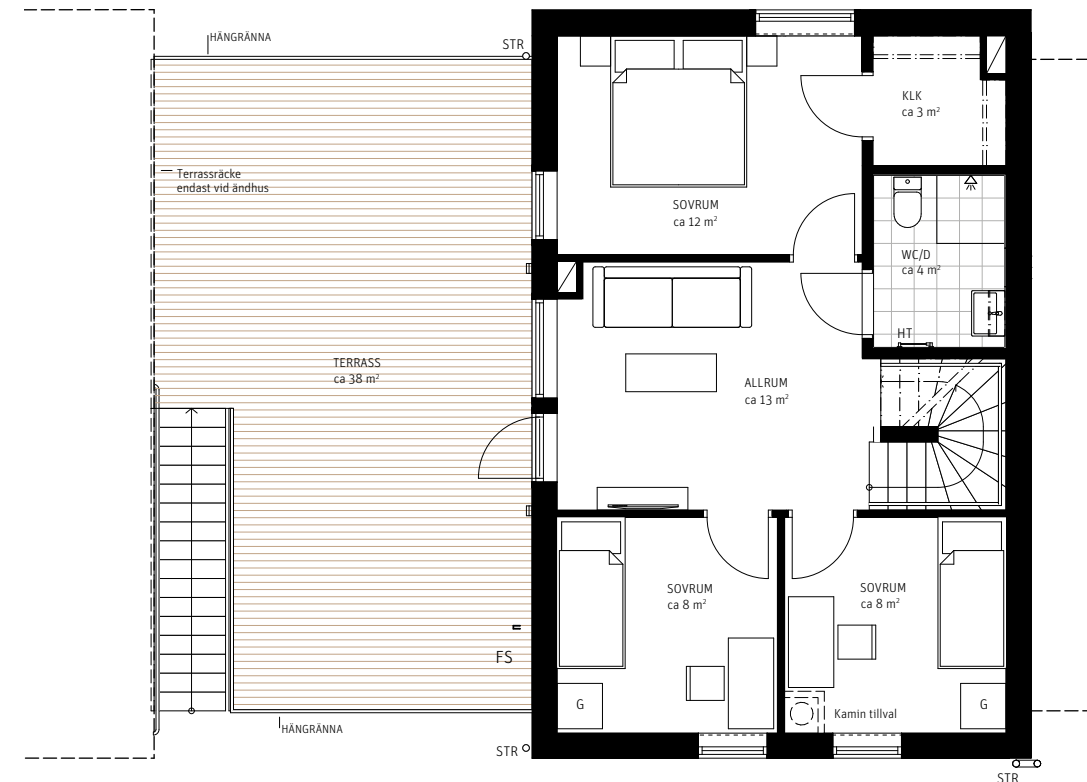 HÄNGRÄNNA
STR
KLK
ca 3 m²
Terrassräcke
endast vid ändhus
SOVRUM
ca 12 m²
WC/D
ca 4 m²
HT
TERRASS
ca 38 m²
ALLRUM
ca 13 m²
SOVRUM
ca 8 m²
SOVRUM
ca 8 m²
FS
G
Kamin tillval
G
HÄNGRÄNNA
STR
STR